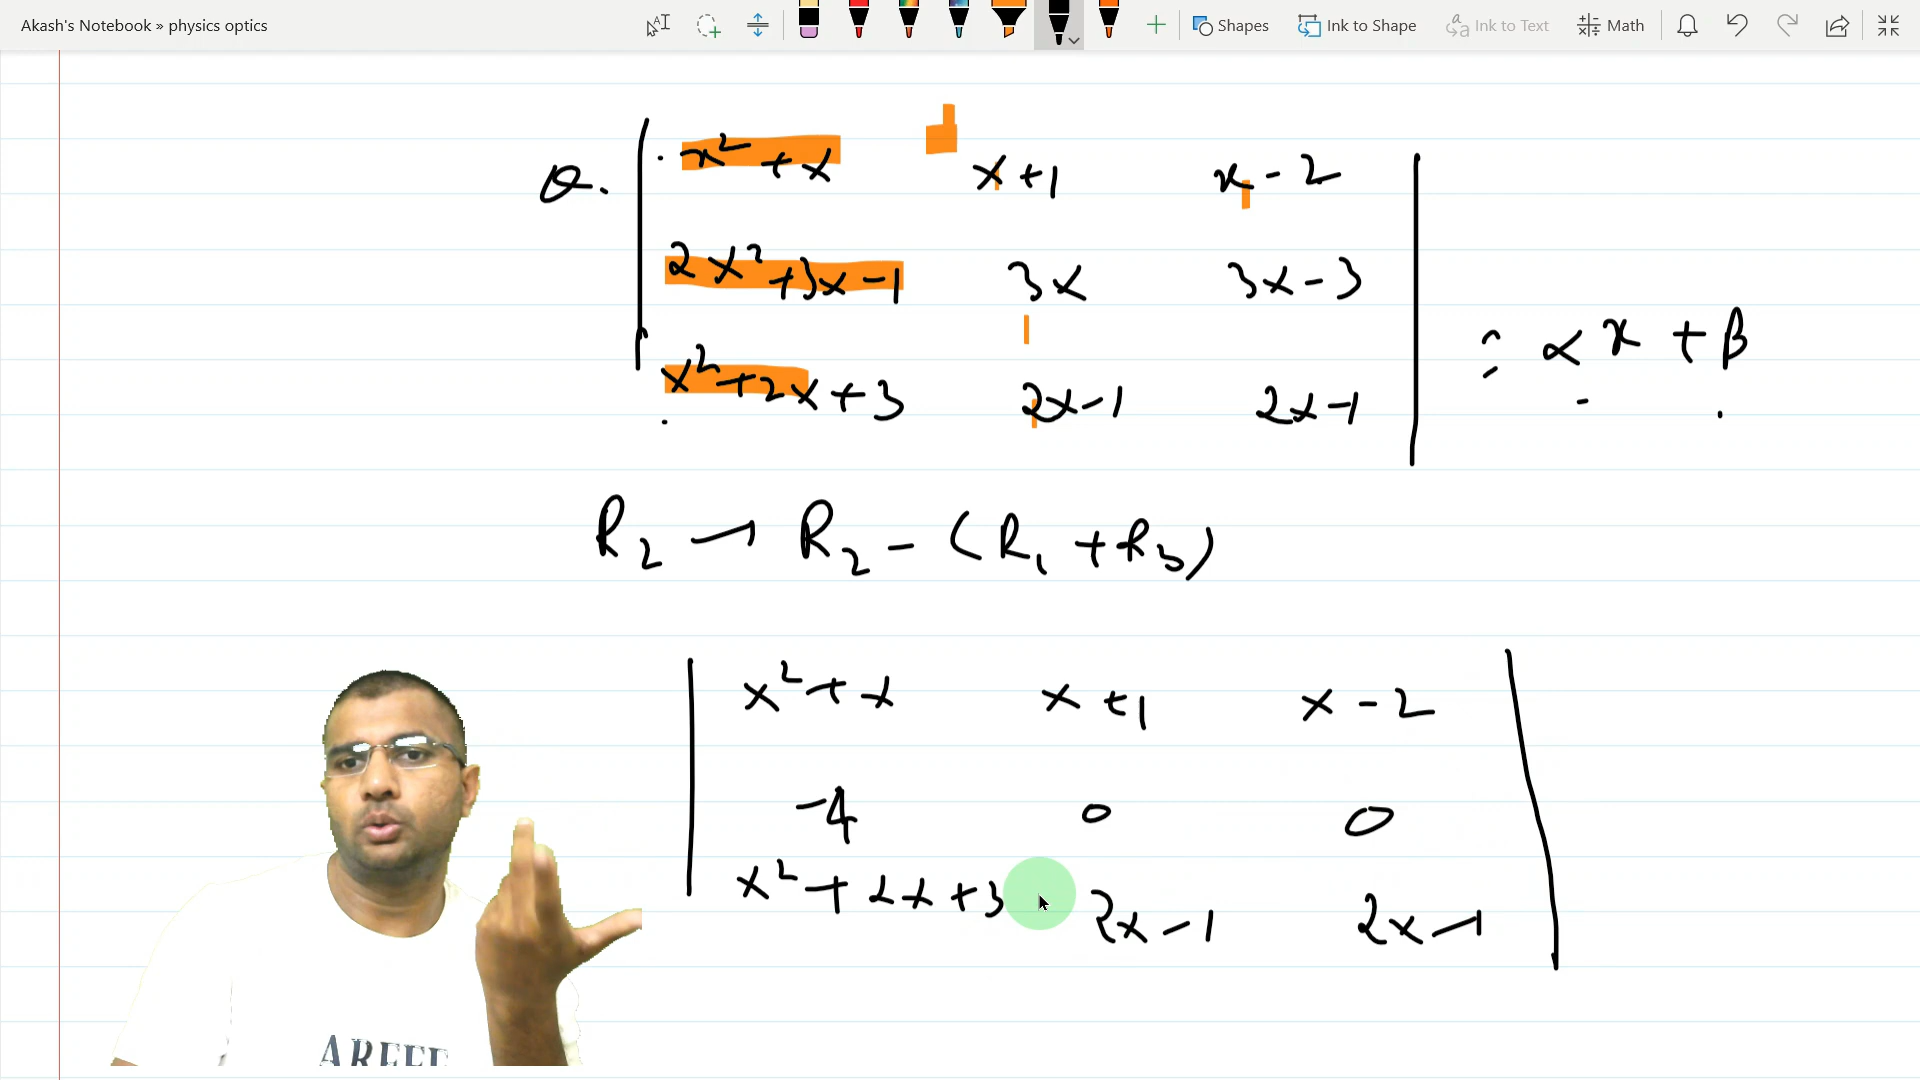 Akash's Notebook » physics optics
Shapes Ink to Shape Ink to Text Math
Q. | x² + x x + 1 x - 2 |
2x² + 3x - 1 3x 3x - 3
x² + 2x + 3 2x - 1 2x - 1
= αx + β
R₂ → R₂ - (R₁ + R₃)
| x² + x x + 1 x - 2 |
-4 0 0
x² + 2x + 3 2x - 1 2x - 1